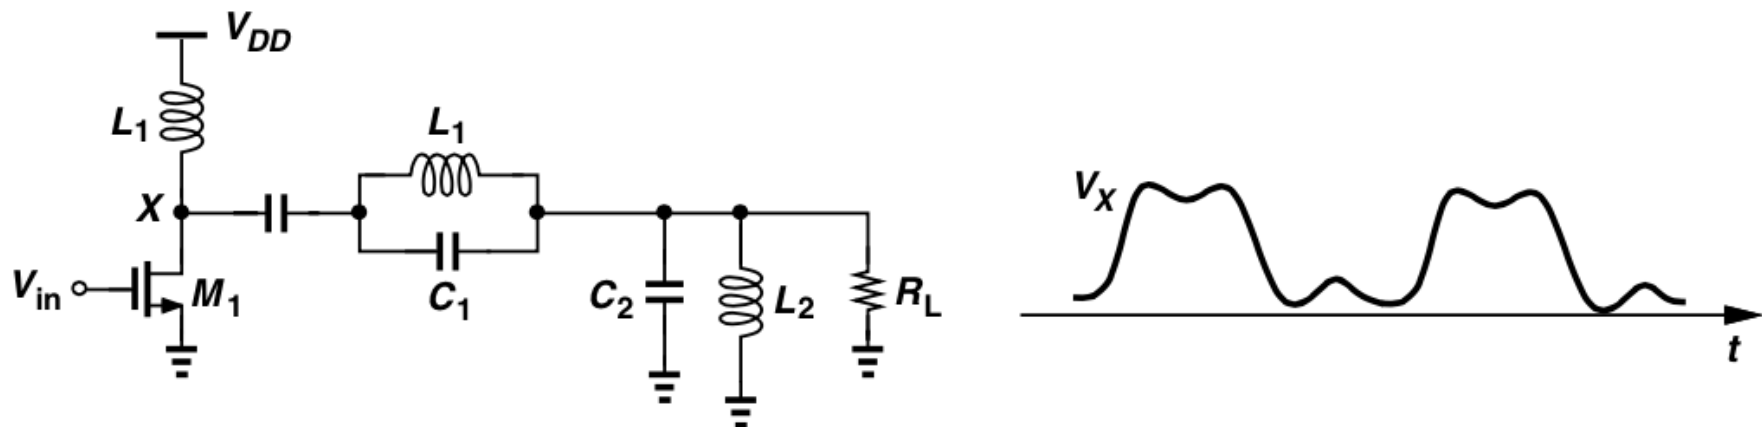 V_DD
L_1
X
V_in
M_1
L_1
C_1
C_2
L_2
R_L
V_X
t